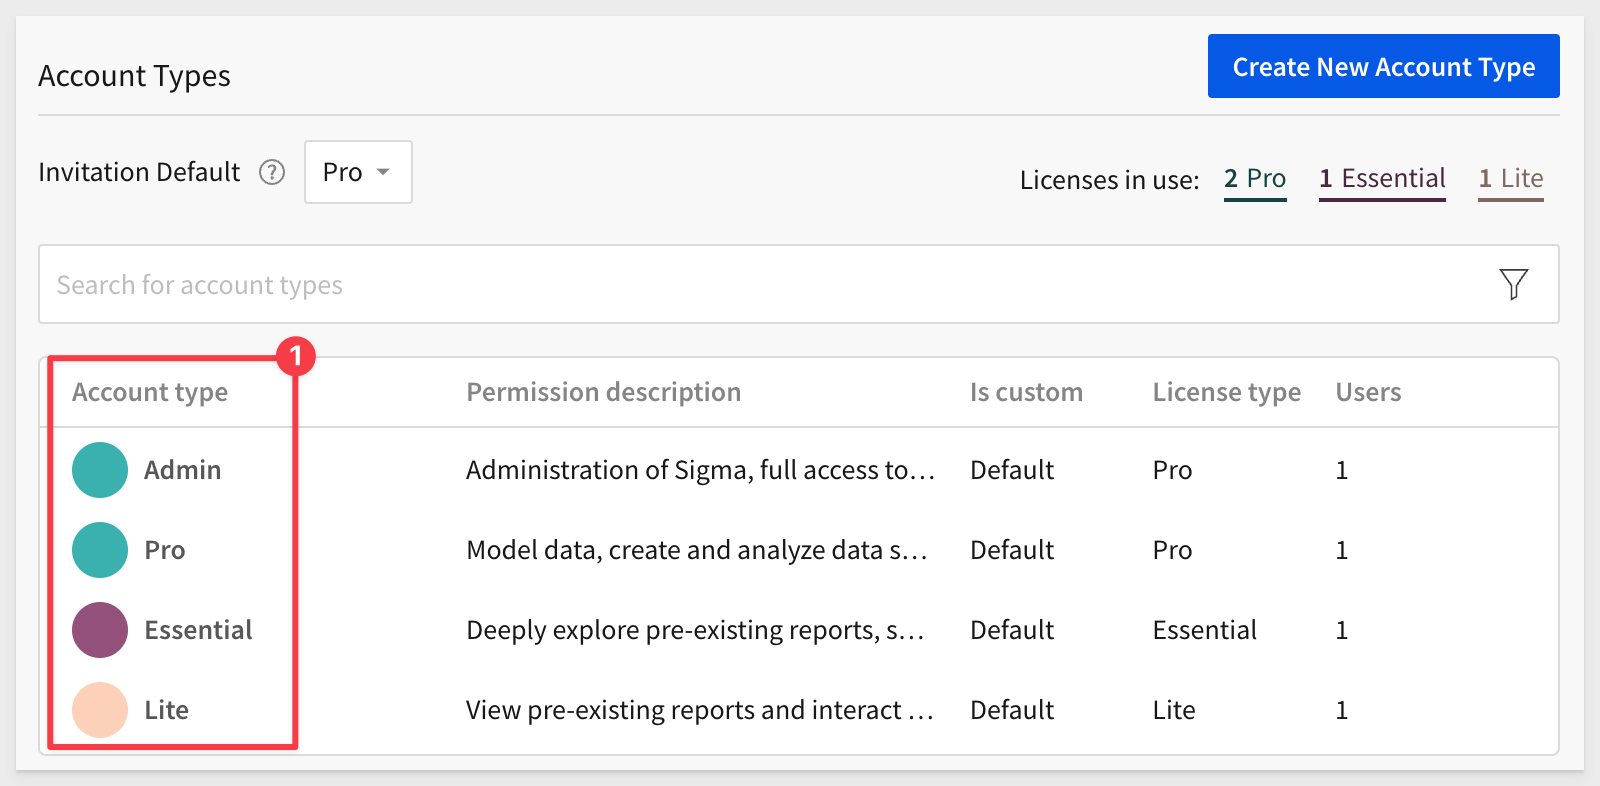 Account Types
Create New Account Type
Invitation Default ? Pro
Licenses in use: 2 Pro 1 Essential 1 Lite
Search for account types
1
Account type Permission description Is custom License type Users
Admin Administration of Sigma, full access to... Default Pro 1
Pro Model data, create and analyze data s... Default Pro 1
Essential Deeply explore pre-existing reports, s... Default Essential 1
Lite View pre-existing reports and interact ... Default Lite 1